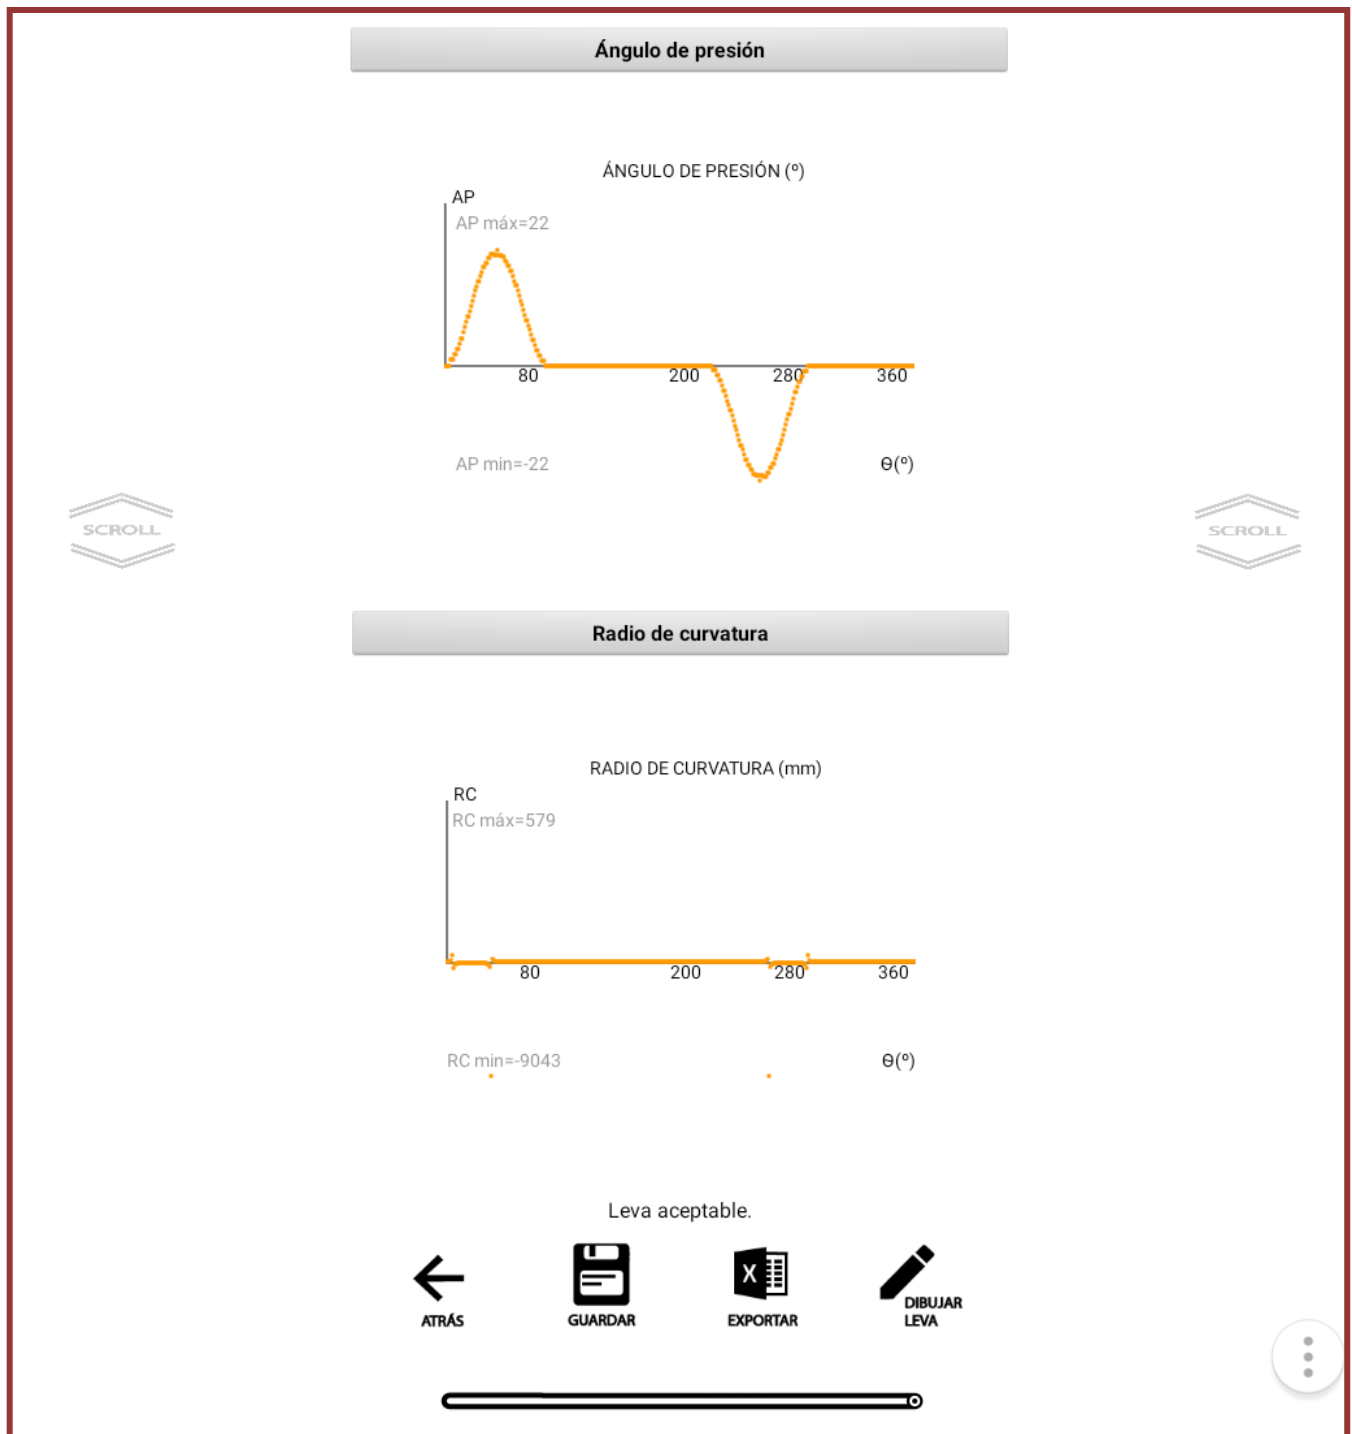 Ángulo de presión
ÁNGULO DE PRESIÓN (º)
AP
AP máx=22
80 200 280 360
AP min=-22 Ɵ(º)
SCROLL SCROLL
Radio de curvatura
RADIO DE CURVATURA (mm)
RC
RC máx=579
80 200 280 360
RC min=-9043 Ɵ(º)
Leva aceptable.
ATRÁS GUARDAR X EXPORTAR DIBUJAR
LEVA